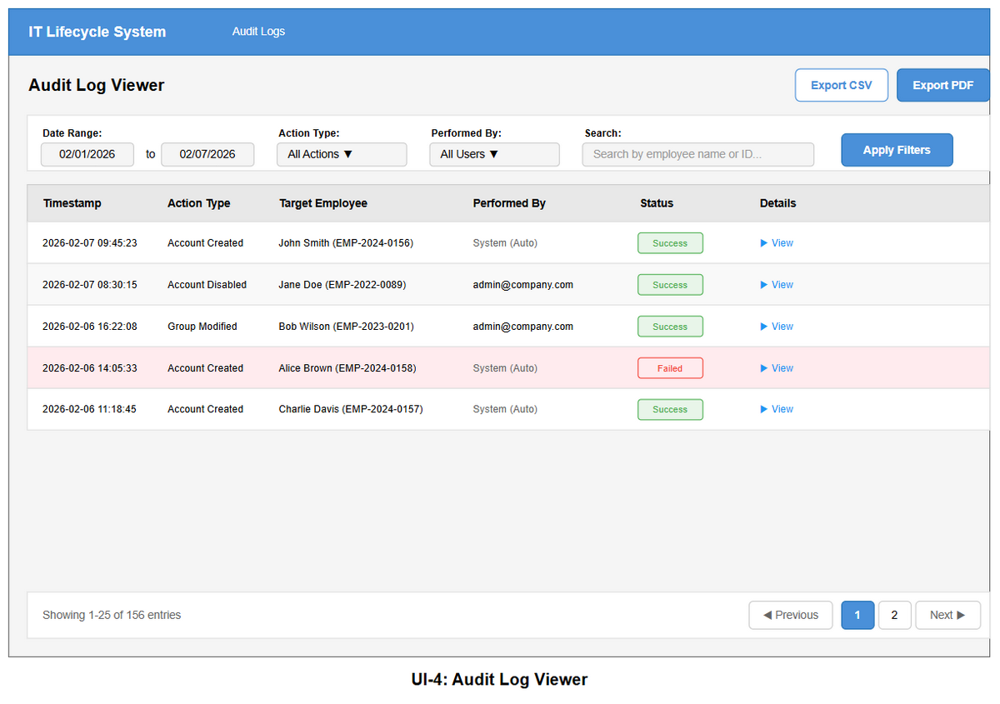 IT Lifecycle System Audit Logs
Audit Log Viewer Export CSV Export PDF
Date Range: Action Type: Performed By: Search:
02/01/2026 to 02/07/2026 All Actions ▼ All Users ▼ Search by employee name or ID... Apply Filters
Timestamp Action Type Target Employee Performed By Status Details
2026-02-07 09:45:23 Account Created John Smith (EMP-2024-0156) System (Auto) Success ▶ View
2026-02-07 08:30:15 Account Disabled Jane Doe (EMP-2022-0089) admin@company.com Success ▶ View
2026-02-06 16:22:08 Group Modified Bob Wilson (EMP-2023-0201) admin@company.com Success ▶ View
2026-02-06 14:05:33 Account Created Alice Brown (EMP-2024-0158) System (Auto) Failed ▶ View
2026-02-06 11:18:45 Account Created Charlie Davis (EMP-2024-0157) System (Auto) Success ▶ View
Showing 1-25 of 156 entries ◀ Previous 1 2 Next ▶
UI-4: Audit Log Viewer